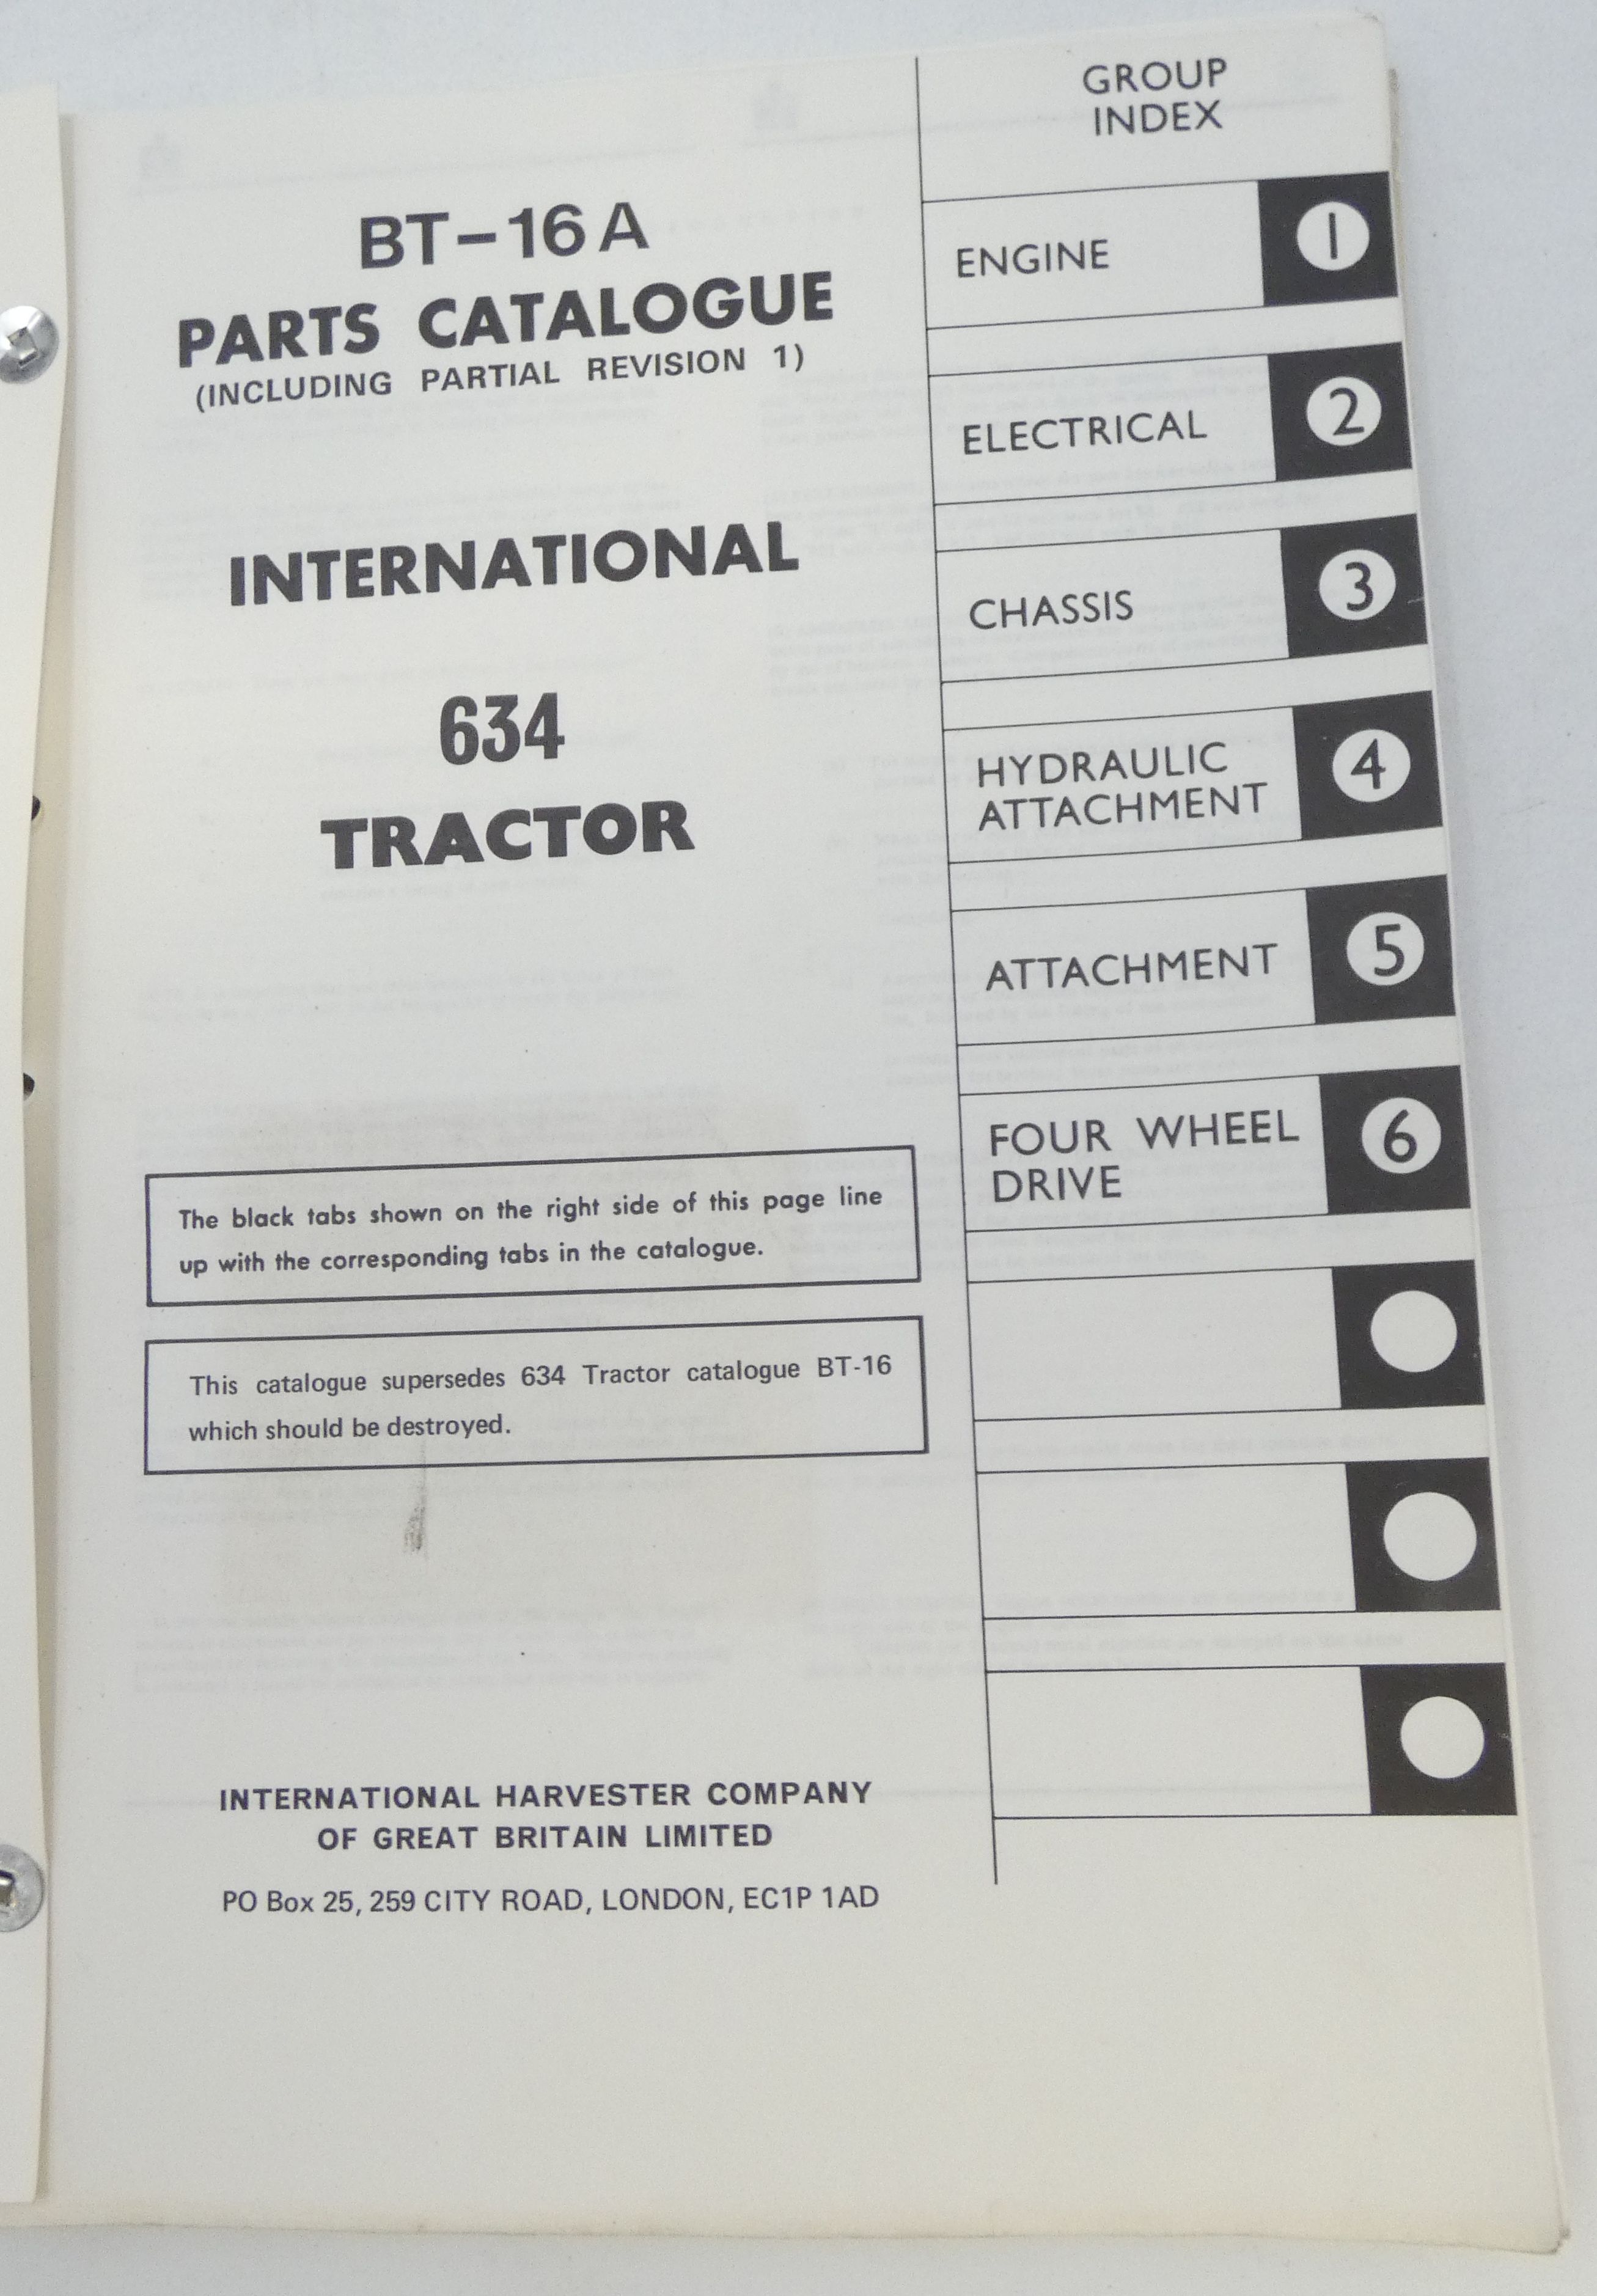 BT-16 A
PARTS CATALOGUE
(INCLUDING PARTIAL REVISION 1)
INTERNATIONAL
634
TRACTOR
The black tabs shown on the right side of this page line
up with the corresponding tabs in the catalogue.
This catalogue supersedes 634 Tractor catalogue BT-16
which should be destroyed.
INTERNATIONAL HARVESTER COMPANY
OF GREAT BRITAIN LIMITED
PO Box 25, 259 CITY ROAD, LONDON, EC1P 1AD
GROUP
INDEX
ENGINE 1
ELECTRICAL 2
CHASSIS 3
HYDRAULIC
ATTACHMENT 4
ATTACHMENT 5
FOUR WHEEL
DRIVE 6